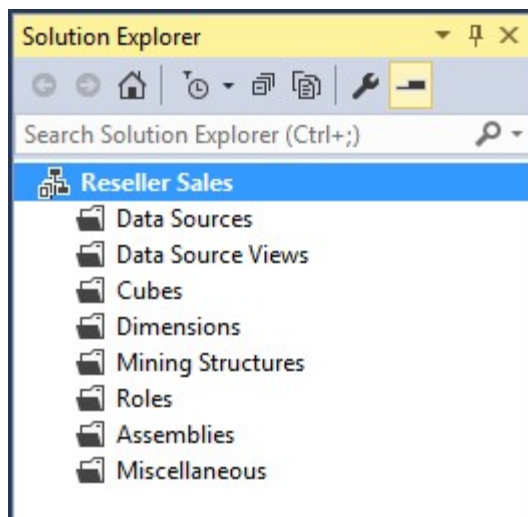 Solution Explorer
Search Solution Explorer (Ctrl+;)
Reseller Sales
Data Sources
Data Source Views
Cubes
Dimensions
Mining Structures
Roles
Assemblies
Miscellaneous